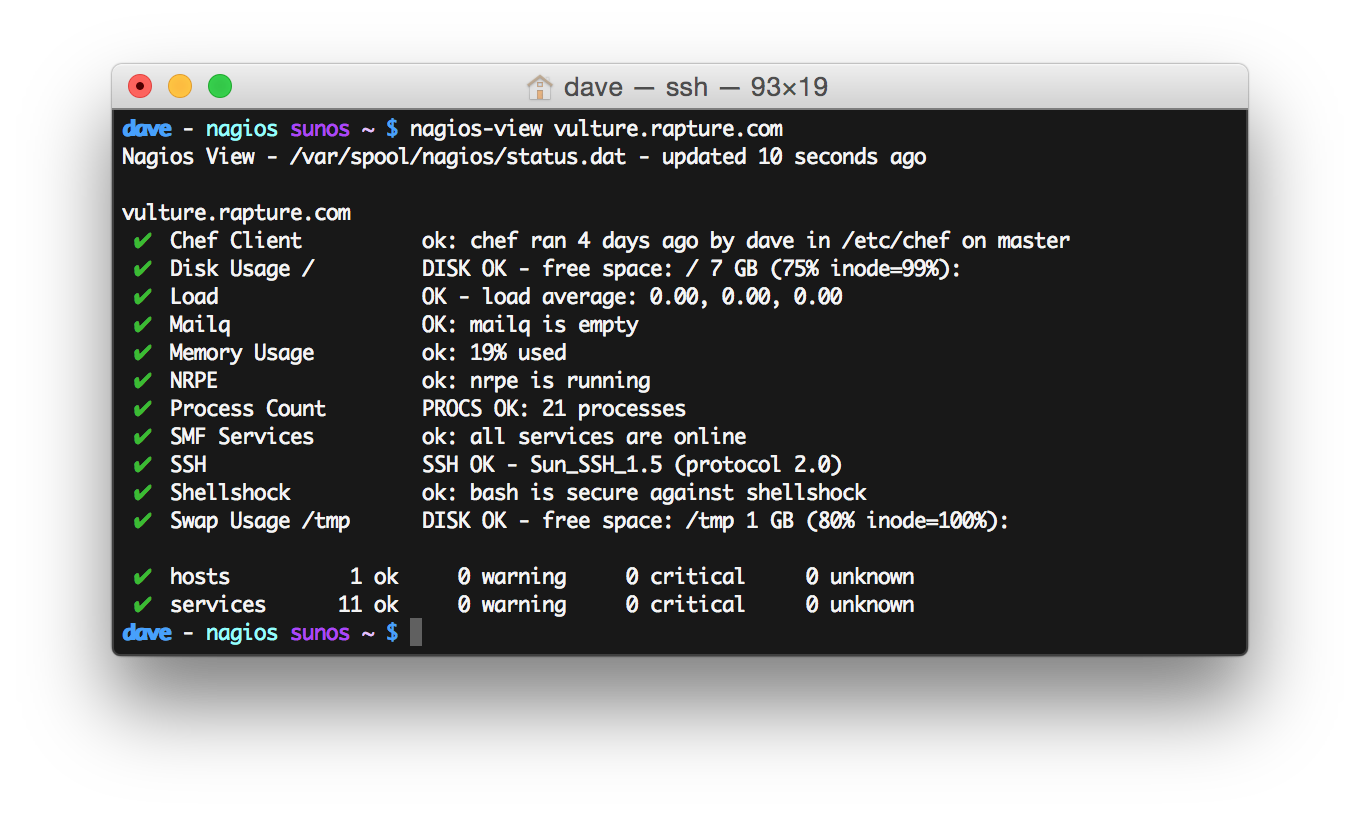 dave — ssh — 93×19
dave - nagios sunos ~ $ nagios-view vulture.rapture.com
Nagios View - /var/spool/nagios/status.dat - updated 10 seconds ago
vulture.rapture.com
✔ Chef Client ok: chef ran 4 days ago by dave in /etc/chef on master
✔ Disk Usage / DISK OK - free space: / 7 GB (75% inode=99%):
✔ Load OK - load average: 0.00, 0.00, 0.00
✔ Mailq OK: mailq is empty
✔ Memory Usage ok: 19% used
✔ NRPE ok: nrpe is running
✔ Process Count PROCS OK: 21 processes
✔ SMF Services ok: all services are online
✔ SSH SSH OK - Sun_SSH_1.5 (protocol 2.0)
✔ Shellshock ok: bash is secure against shellshock
✔ Swap Usage /tmp DISK OK - free space: /tmp 1 GB (80% inode=100%):
✔ hosts 1 ok 0 warning 0 critical 0 unknown
✔ services 11 ok 0 warning 0 critical 0 unknown
dave - nagios sunos ~ $